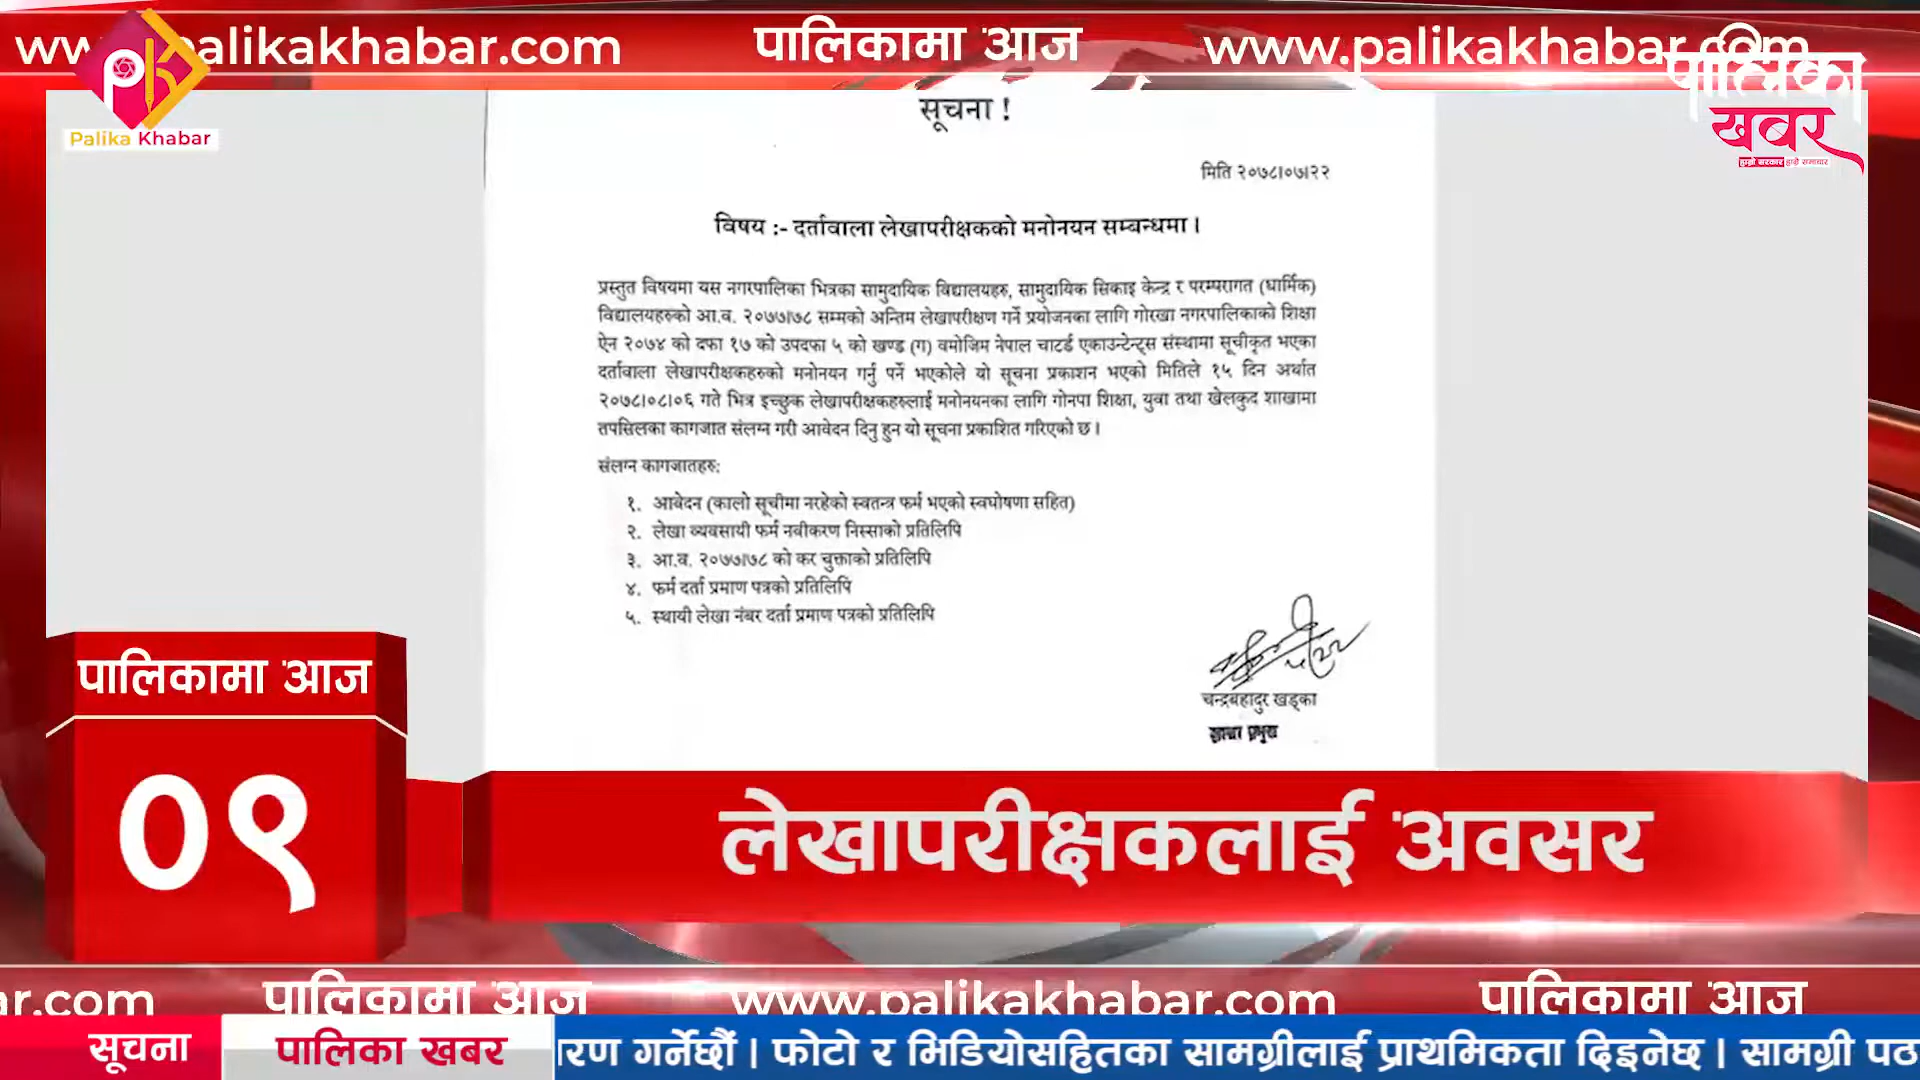 www.palikakhabar.com पालिकामा आज www.palikakhabar.com
Palika Khabar
पालिका
खबर
हाम्रो सरकार हाम्रो समाचार
सूचना !
मिति २०७८।०७।२२
विषय :- दर्तावाला लेखापरीक्षकको मनोनयन सम्बन्धमा ।
प्रस्तुत विषयमा यस नगरपालिका भित्रका सामुदायिक विद्यालयहरु, सामुदायिक सिकाइ केन्द्र र परम्परागत (धार्मिक)
विद्यालयहरुको आ.व. २०७७।७८ सम्मको अन्तिम लेखापरीक्षण गर्ने प्रयोजनका लागि गोरखा नगरपालिकाको शिक्षा
ऐन २०७४ को दफा १७ को उपदफा ५ को खण्ड (ग) वमोजिम नेपाल चाटर्ड एकाउन्टेन्ट्स संस्थामा सूचीकृत भएका
दर्तावाला लेखापरीक्षकहरुको मनोनयन गर्नु पर्ने भएकोले यो सूचना प्रकाशन भएको मितिले १५ दिन अर्थात
२०७८।०८।०६ गते भित्र इच्छुक लेखापरीक्षकहरुलाई मनोनयनका लागि गोनपा शिक्षा, युवा तथा खेलकुद शाखामा
तपसिलका कागजात संलग्न गरी आवेदन दिनु हुन यो सूचना प्रकाशित गरिएको छ ।
संलग्न कागजातहरु:
१. आवेदन (कालो सूचीमा नरहेको स्वतन्त्र फर्म भएको स्वघोषणा सहित)
२. लेखा व्यवसायी फर्म नवीकरण निस्साको प्रतिलिपि
३. आ.व. २०७७।७८ को कर चुक्ताको प्रतिलिपि
४. फर्म दर्ता प्रमाण पत्रको प्रतिलिपि
५. स्थायी लेखा नंबर दर्ता प्रमाण पत्रको प्रतिलिपि
चन्द्रबहादुर खड्का
शाखा प्रमुख
पालिकामा आज
०९
लेखापरीक्षकलाई अवसर
ar.com पालिकामा आज www.palikakhabar.com पालिकामा आज
सूचना पालिका खबर रण गर्नेछौं | फोटो र भिडियोसहितका सामग्रीलाई प्राथमिकता दिइनेछ | सामग्री पठ